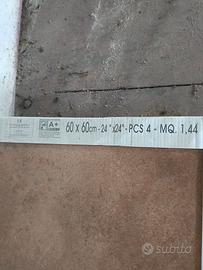 A+
60 x 60cm - 24 "x24" - PCS 4 - MQ. 1,44
subito